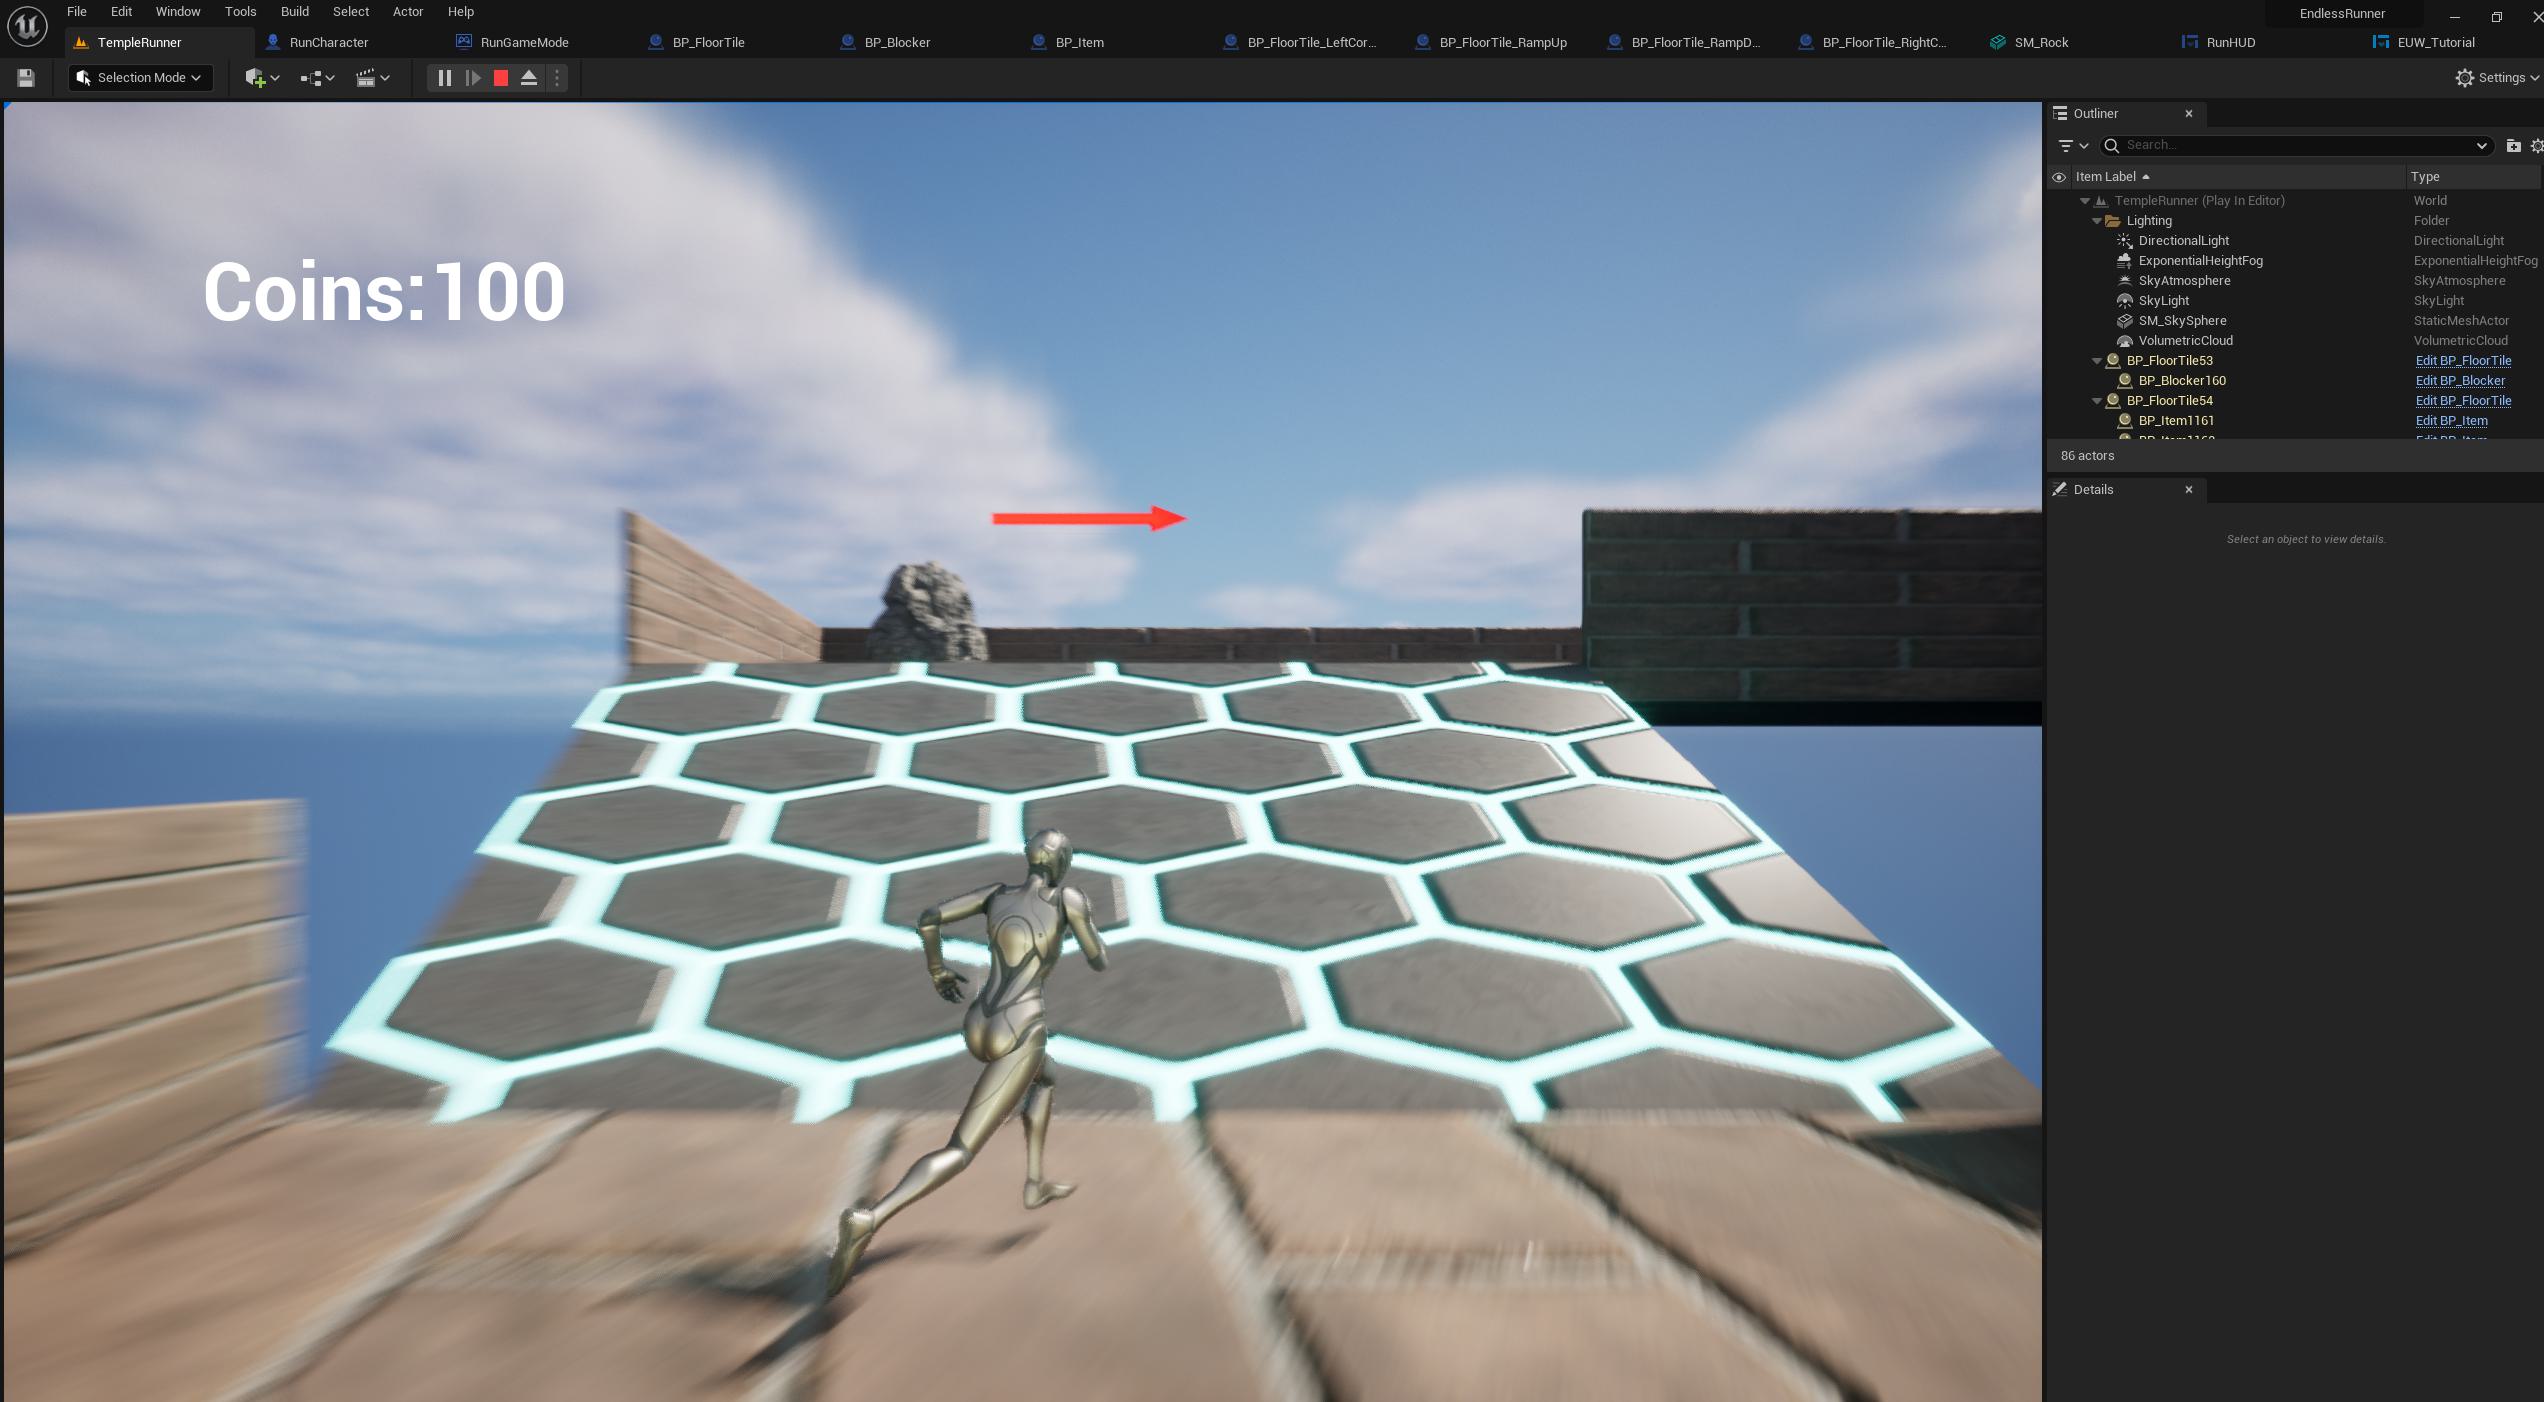 File Edit Window Tools Build Select Actor Help
EndlessRunner
TempleRunner RunCharacter RunGameMode BP_FloorTile BP_Blocker BP_Item BP_FloorTile_LeftCor... BP_FloorTile_RampUp BP_FloorTile_RampD... BP_FloorTile_RightC... SM_Rock RunHUD EUW_Tutorial
Selection Mode
Settings
Coins:100
Outliner
Search...
Item Label Type
TempleRunner (Play In Editor) World
Lighting Folder
DirectionalLight DirectionalLight
ExponentialHeightFog ExponentialHeightFog
SkyAtmosphere SkyAtmosphere
SkyLight SkyLight
SM_SkySphere StaticMeshActor
VolumetricCloud VolumetricCloud
BP_FloorTile53 Edit BP_FloorTile
BP_Blocker160 Edit BP_Blocker
BP_FloorTile54 Edit BP_FloorTile
BP_Item1161 Edit BP_Item
86 actors
Details
Select an object to view details.